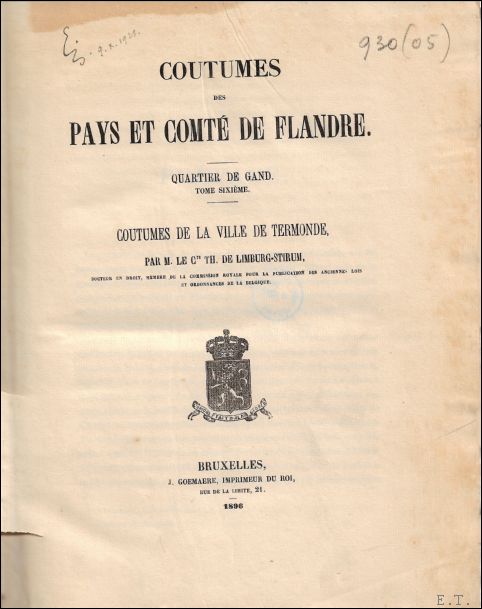 9.X.1925.
930(05)
COUTUMES
DES
PAYS ET COMTÉ DE FLANDRE.
QUARTIER DE GAND.
TOME SIXIÈME.
COUTUMES DE LA VILLE DE TERMONDE,
PAR M. LE Cte TH. DE LIMBURG-STIRUM,
DOCTEUR EN DROIT, MEMBRE DE LA COMMISSION ROYALE POUR LA PUBLICATION DES ANCIENNES LOIS
ET ORDONNANCES DE LA BELGIQUE.
BRUXELLES,
J. GOEMAERE, IMPRIMEUR DU ROI,
RUE DE LA LIMITE, 21.
1896
E.T.